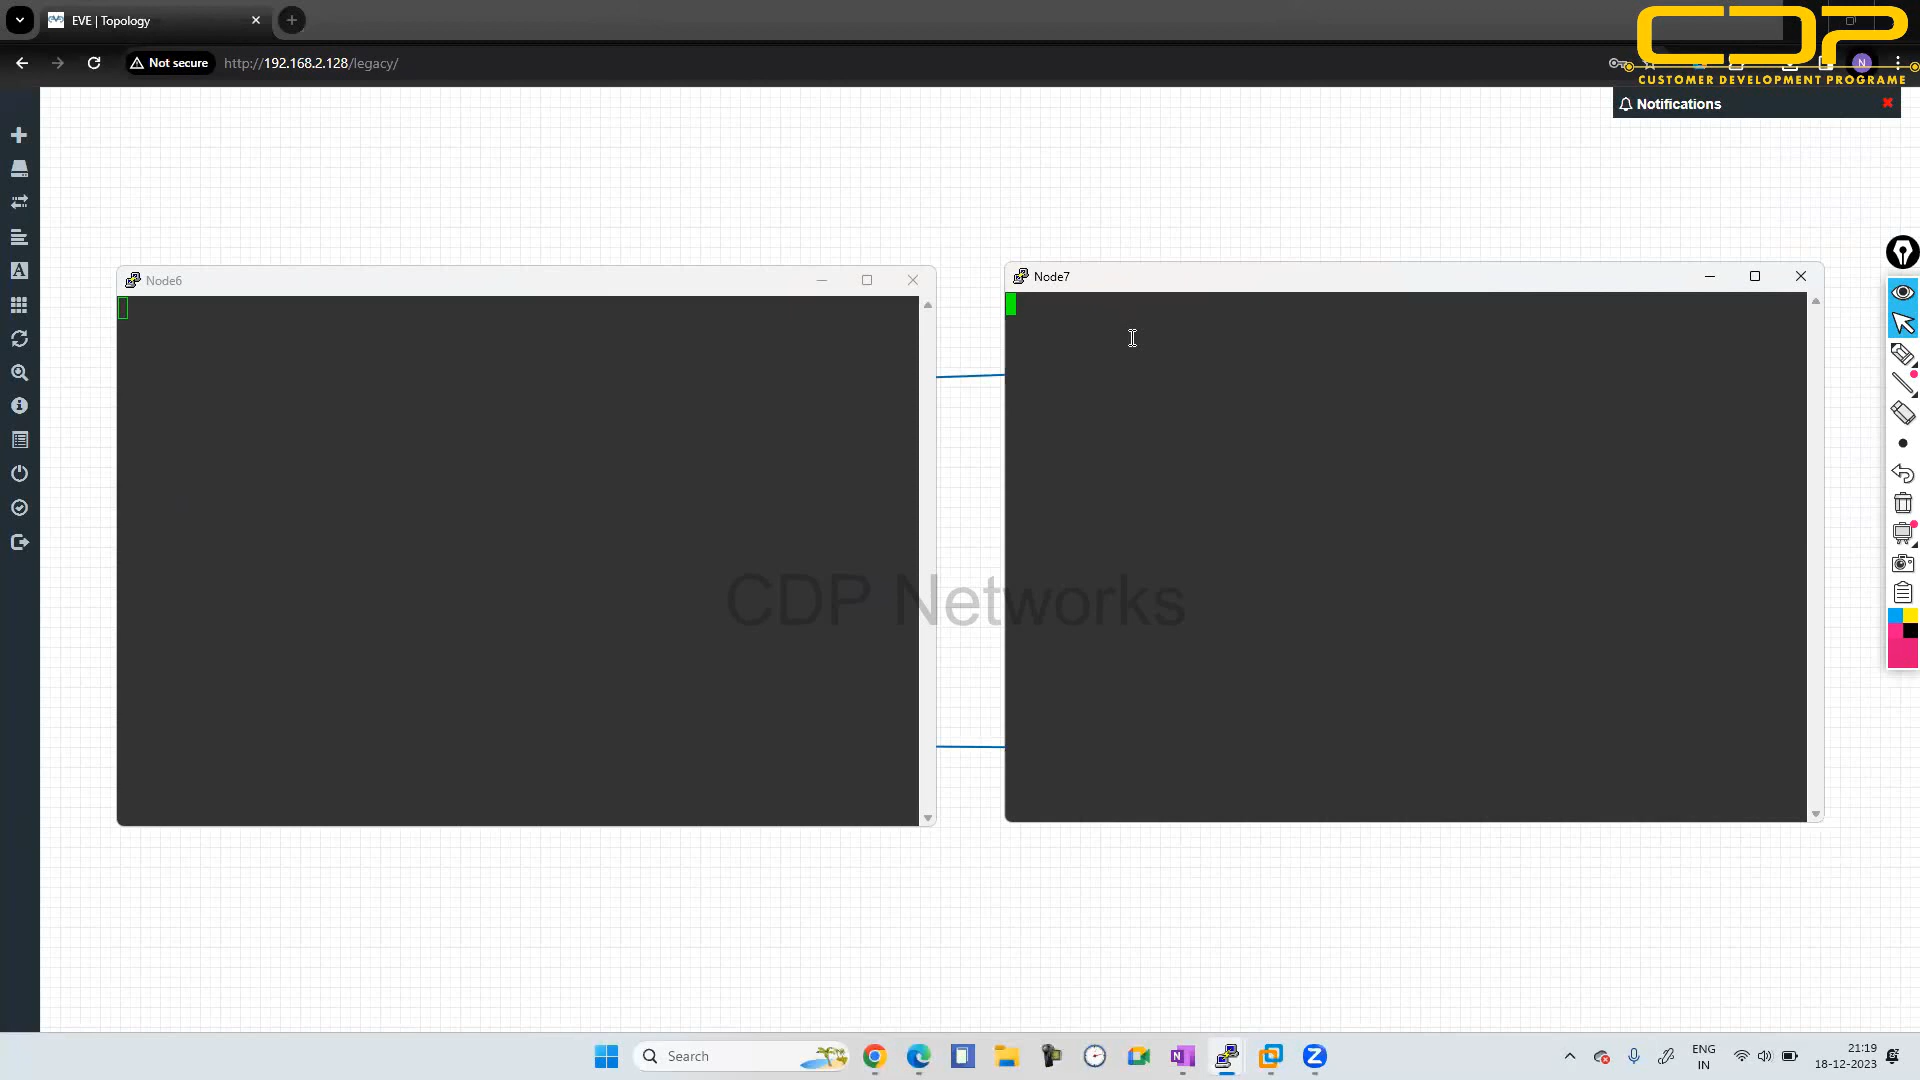 EVE | Topology
CDP
CUSTOMER DEVELOPMENT PROGRAME
Not secure
http://192.168.2.128/legacy/
N
Notifications
A
Node6
Node7
CDP Networks
Search
N
Z
ENG
IN
21:19
18-12-2023